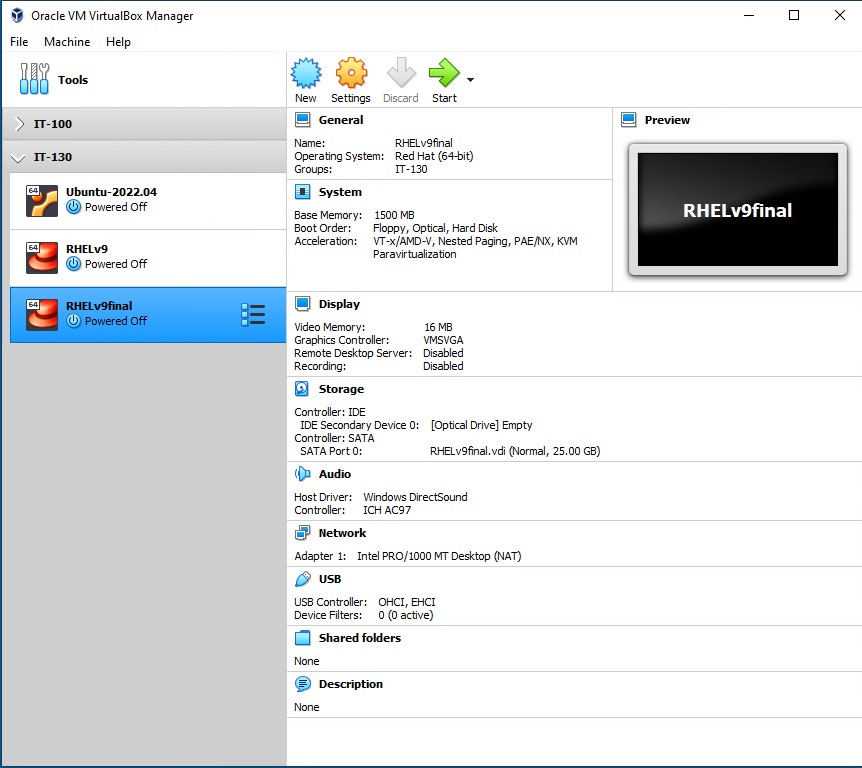 Oracle VM VirtualBox Manager
File Machine Help
Tools
New Settings Discard Start
IT-100
IT-130
64 Ubuntu-2022.04
Powered Off
64 RHELv9
Powered Off
64 RHELv9final
Powered Off
General
Name: RHELv9final
Operating System: Red Hat (64-bit)
Groups: IT-130
System
Base Memory: 1500 MB
Boot Order: Floppy, Optical, Hard Disk
Acceleration: VT-x/AMD-V, Nested Paging, PAE/NX, KVM
Paravirtualization
Preview
RHELv9final
Display
Video Memory: 16 MB
Graphics Controller: VMSVGA
Remote Desktop Server: Disabled
Recording: Disabled
Storage
Controller: IDE
IDE Secondary Device 0: [Optical Drive] Empty
Controller: SATA
SATA Port 0: RHELv9final.vdi (Normal, 25.00 GB)
Audio
Host Driver: Windows DirectSound
Controller: ICH AC97
Network
Adapter 1: Intel PRO/1000 MT Desktop (NAT)
USB
USB Controller: OHCI, EHCI
Device Filters: 0 (0 active)
Shared folders
None
Description
None